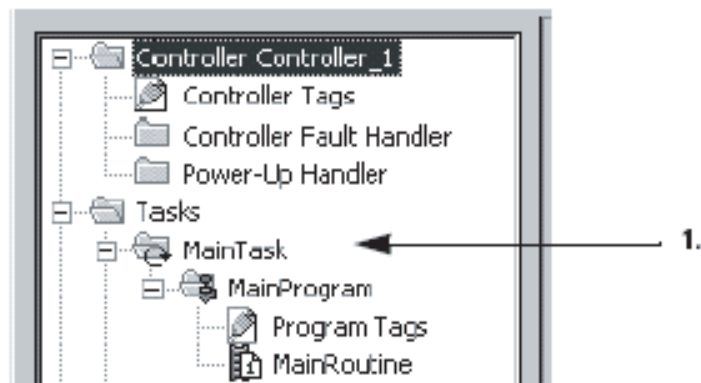 Controller Controller_1
Controller Tags
Controller Fault Handler
Power-Up Handler
Tasks
MainTask
1.
MainProgram
Program Tags
MainRoutine